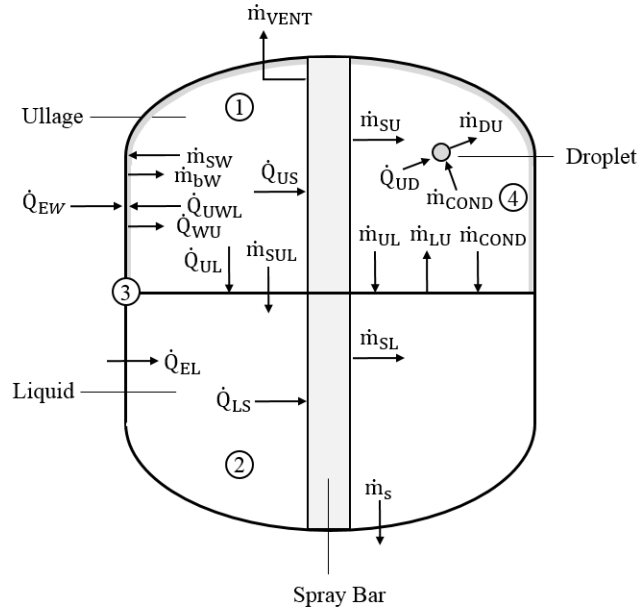 ṁVENT
①
Ullage
ṁSU
ṁDU
Droplet
ṁSW
ṁbW
Q̇US
Q̇UD
ṁCOND
④
Q̇EW
Q̇UWL
Q̇WU
Q̇UL
ṁSUL
ṁUL
ṁLU
ṁCOND
③
Q̇EL
ṁSL
Liquid
Q̇LS
②
ṁs
Spray Bar